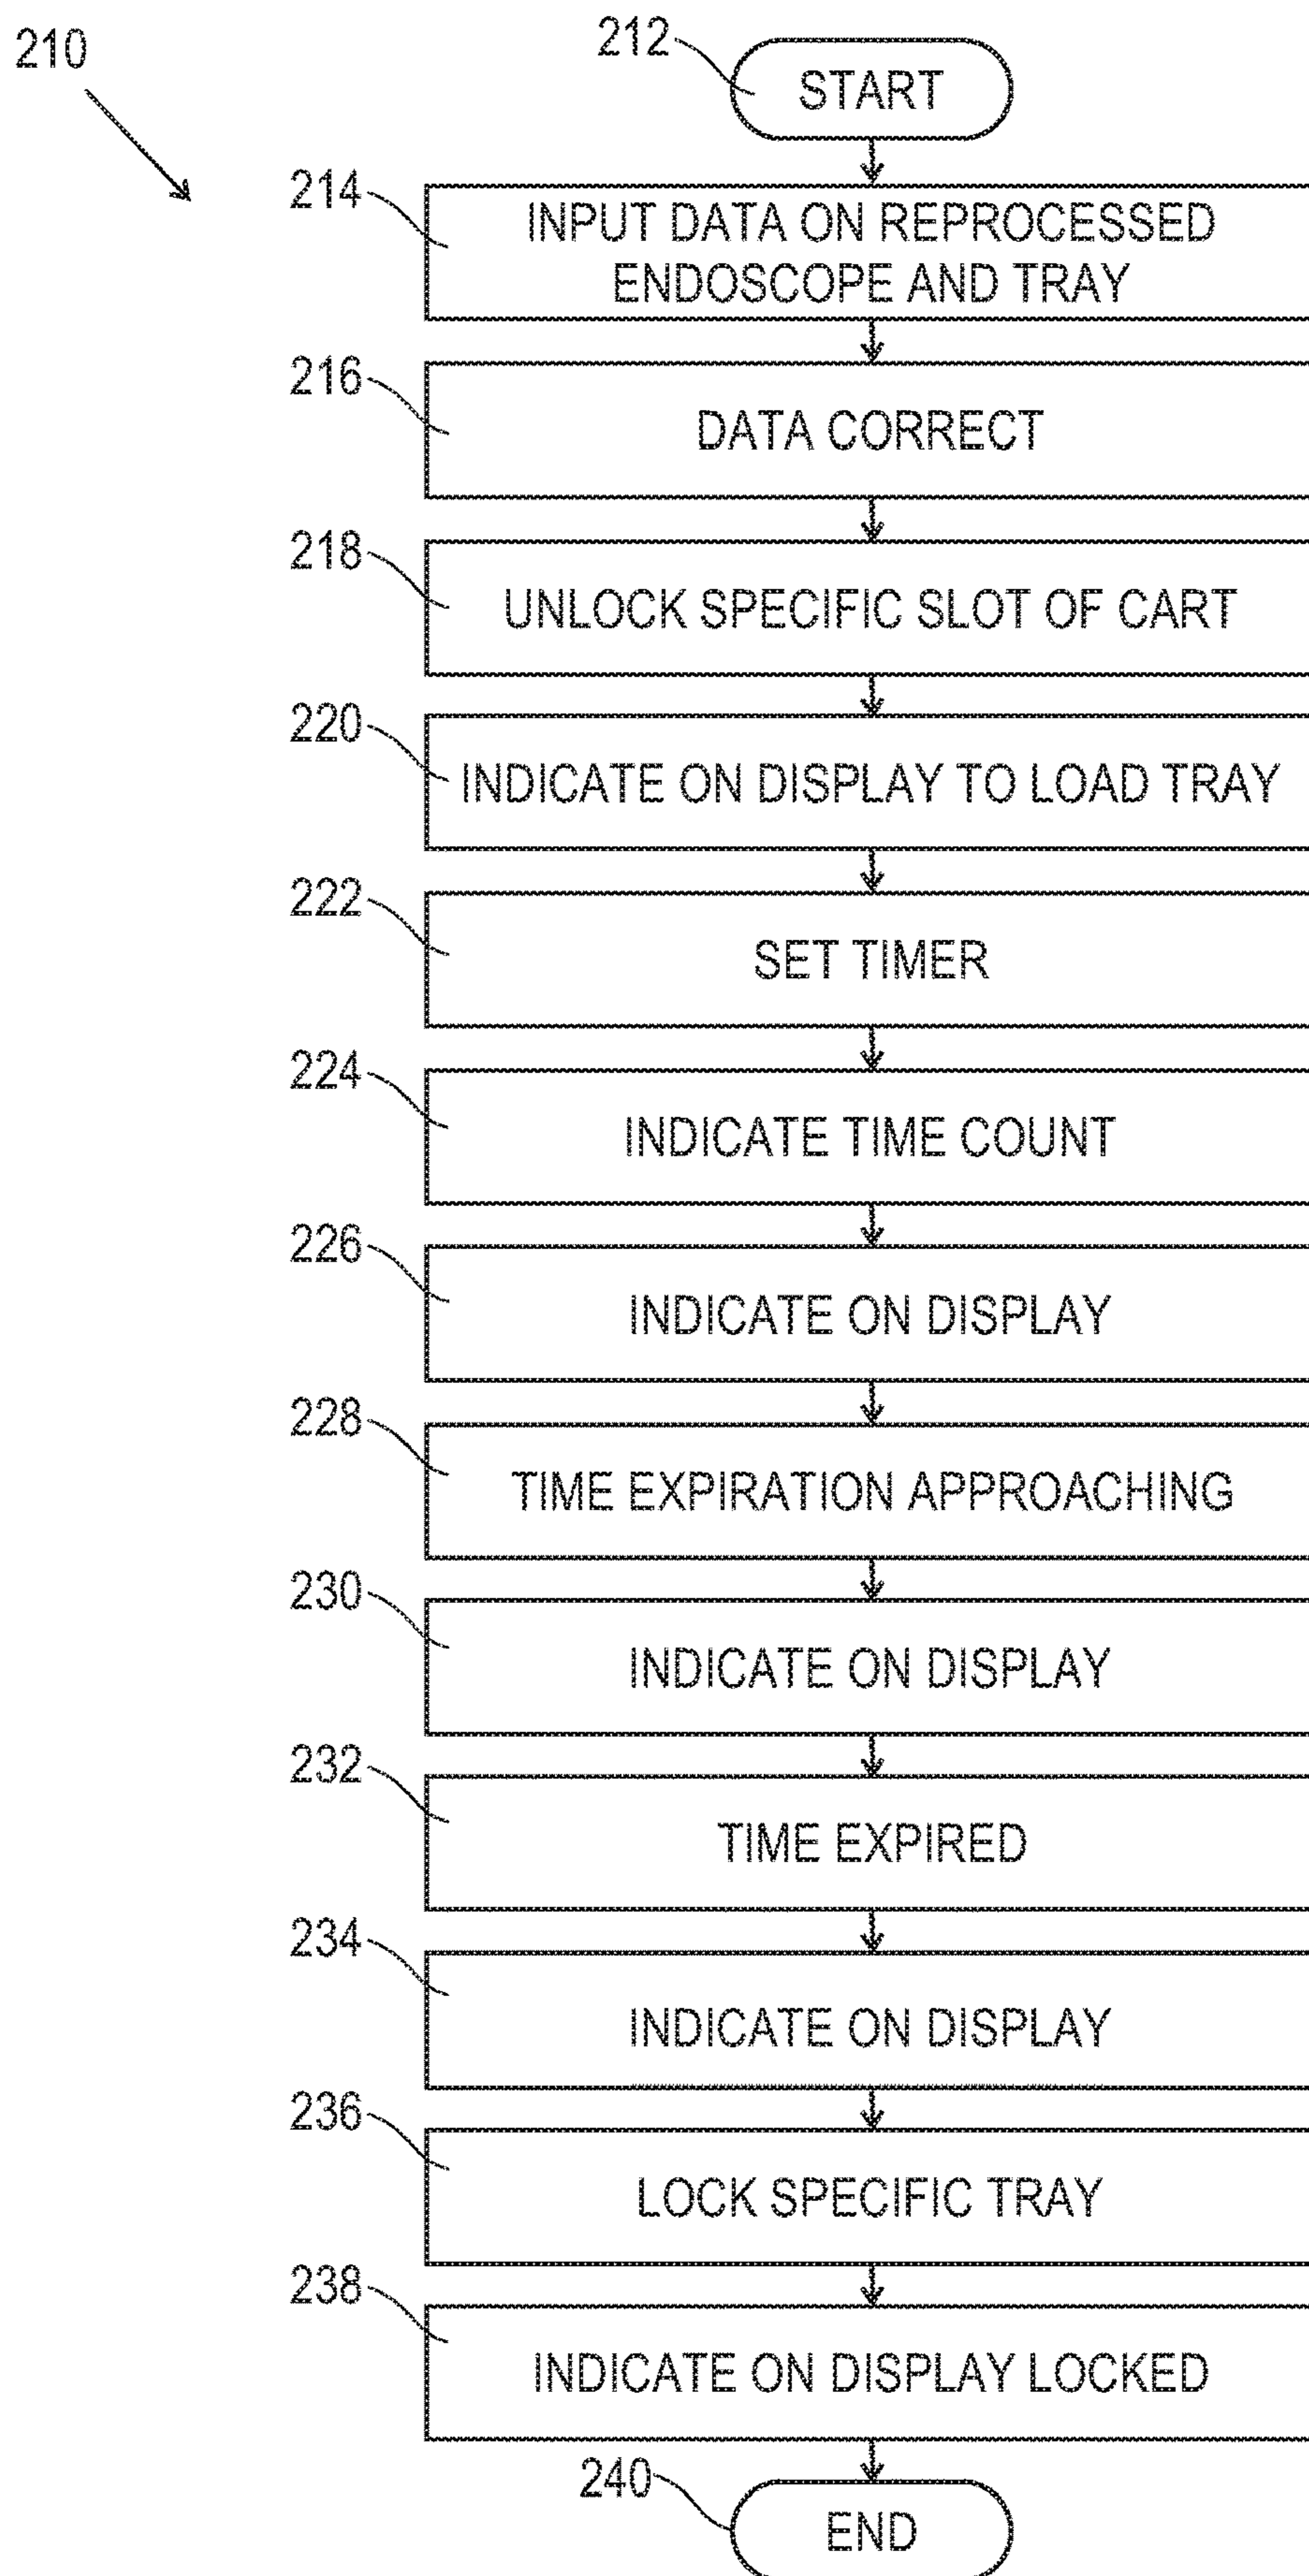 210
212
START
214
INPUT DATA ON REPROCESSED
ENDOSCOPE AND TRAY
216
DATA CORRECT
218
UNLOCK SPECIFIC SLOT OF CART
220
INDICATE ON DISPLAY TO LOAD TRAY
222
SET TIMER
224
INDICATE TIME COUNT
226
INDICATE ON DISPLAY
228
TIME EXPIRATION APPROACHING
230
INDICATE ON DISPLAY
232
TIME EXPIRED
234
INDICATE ON DISPLAY
236
LOCK SPECIFIC TRAY
238
INDICATE ON DISPLAY LOCKED
240
END